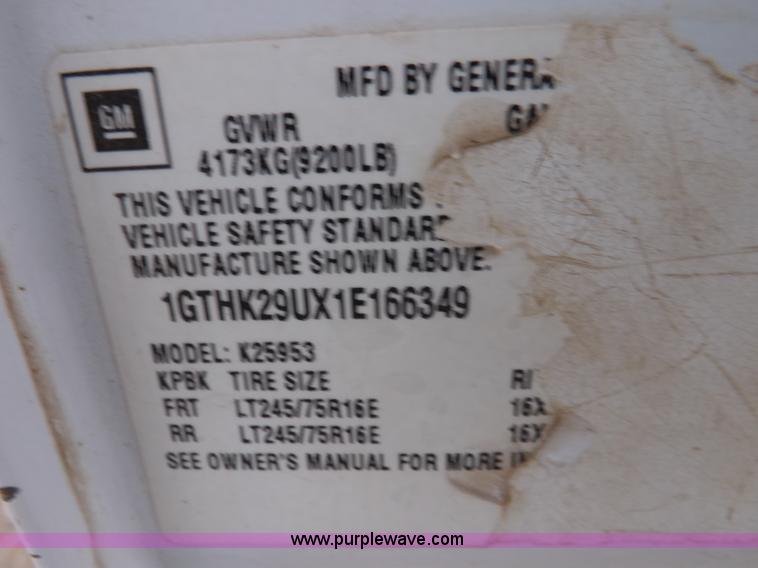 MFD BY GENERA
GM
GVWR GA
4173KG(9200LB)
THIS VEHICLE CONFORMS
VEHICLE SAFETY STANDARD
MANUFACTURE SHOWN ABOVE.
1GTHK29UX1E166349
MODEL: K25953
KPBK TIRE SIZE RI
FRT LT245/75R16E 16X
RR LT245/75R16E 16X
SEE OWNER'S MANUAL FOR MORE IN
www.purplewave.com